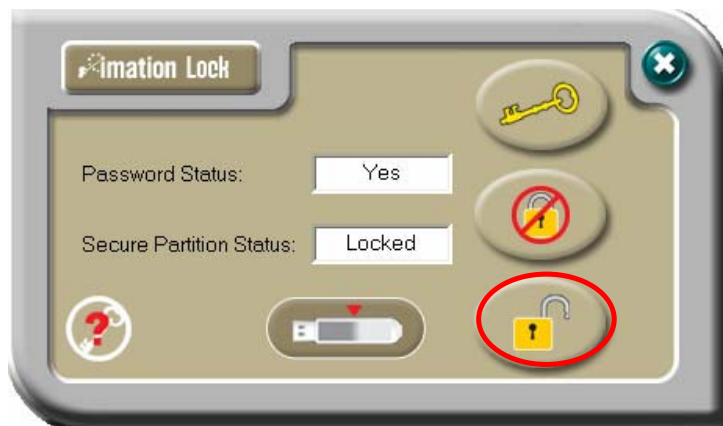 imation Lock
Password Status: Yes
Secure Partition Status: Locked
?